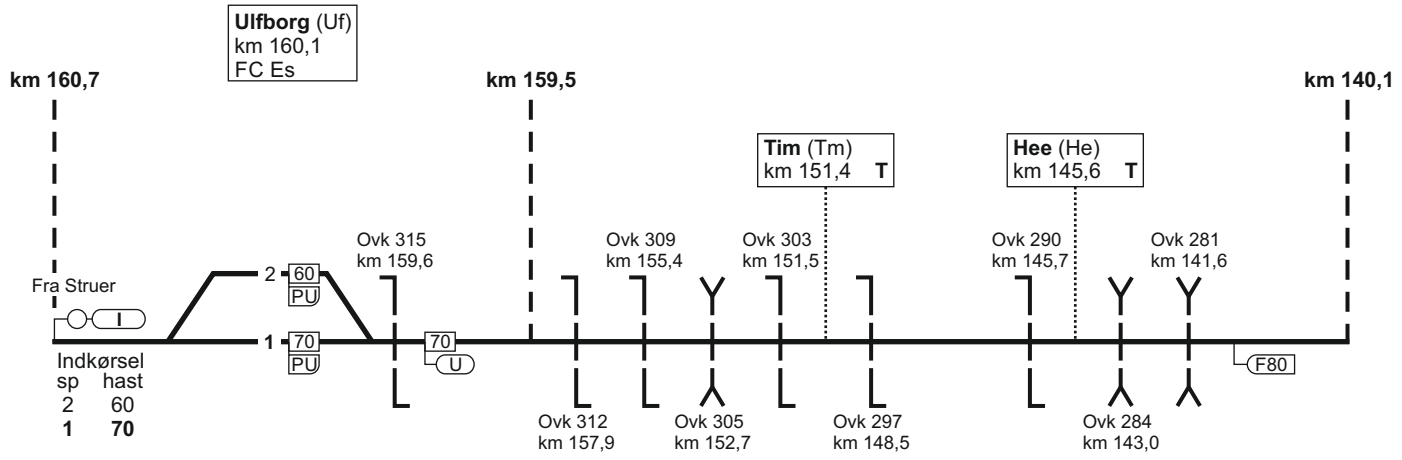 Ulfborg (Uf)
km 160,1
FC Es
km 160,7
km 159,5
km 140,1
Tim (Tm)
km 151,4 T
Hee (He)
km 145,6 T
Ovk 315
km 159,6
Ovk 309
km 155,4
Ovk 303
km 151,5
Ovk 290
km 145,7
Ovk 281
km 141,6
Fra Struer
2 60
PU
I
1 70
PU
70
U
F80
Indkørsel
sp hast
2 60
1 70
Ovk 312
km 157,9
Ovk 305
km 152,7
Ovk 297
km 148,5
Ovk 284
km 143,0